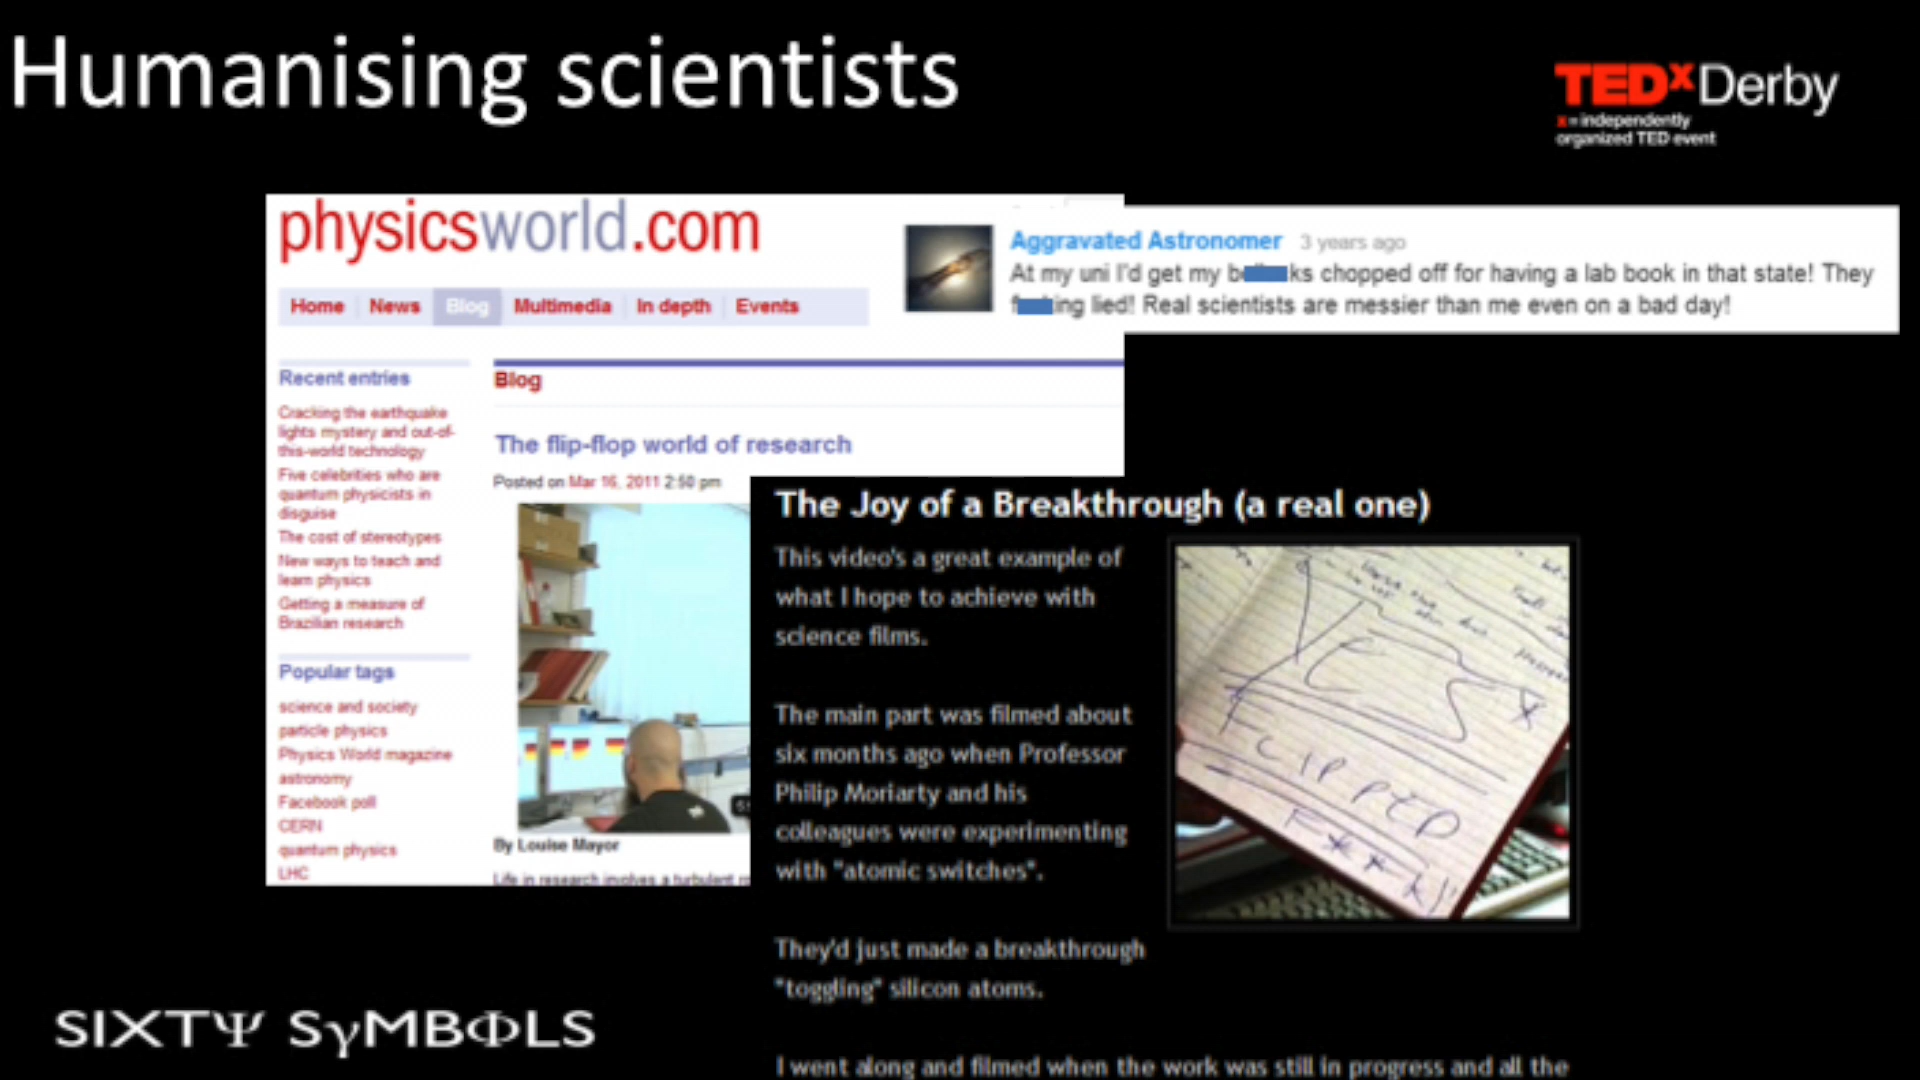 Humanising scientists
TEDxDerby
x = independently
organized TED event
physicsworld.com
Home News Blog Multimedia In depth Events
Aggravated Astronomer 3 years ago
At my uni I'd get my b ks chopped off for having a lab book in that state! They
f ing lied! Real scientists are messier than me even on a bad day!
Recent entries
Cracking the earthquake
lights mystery and out-of-
this-world technology
Five celebrities who are
quantum physicists in
disguise
The cost of stereotypes
New ways to teach and
learn physics
Getting a measure of
Brazilian research
Popular tags
science and society
particle physics
Physics World magazine
astronomy
Facebook poll
CERN
quantum physics
LHC
Blog
The flip-flop world of research
Posted on Mar 16, 2011 2:50 pm
By Louise Mayor
Life in research involves a turbulent
The Joy of a Breakthrough (a real one)
This video's a great example of
what I hope to achieve with
science films.
The main part was filmed about
six months ago when Professor
Philip Moriarty and his
colleagues were experimenting
with "atomic switches".
They'd just made a breakthrough
"toggling" silicon atoms.
I went along and filmed when the work was still in progress and all the
FLIPPED
F**k!!
SIXTΨ SγMBΦLS